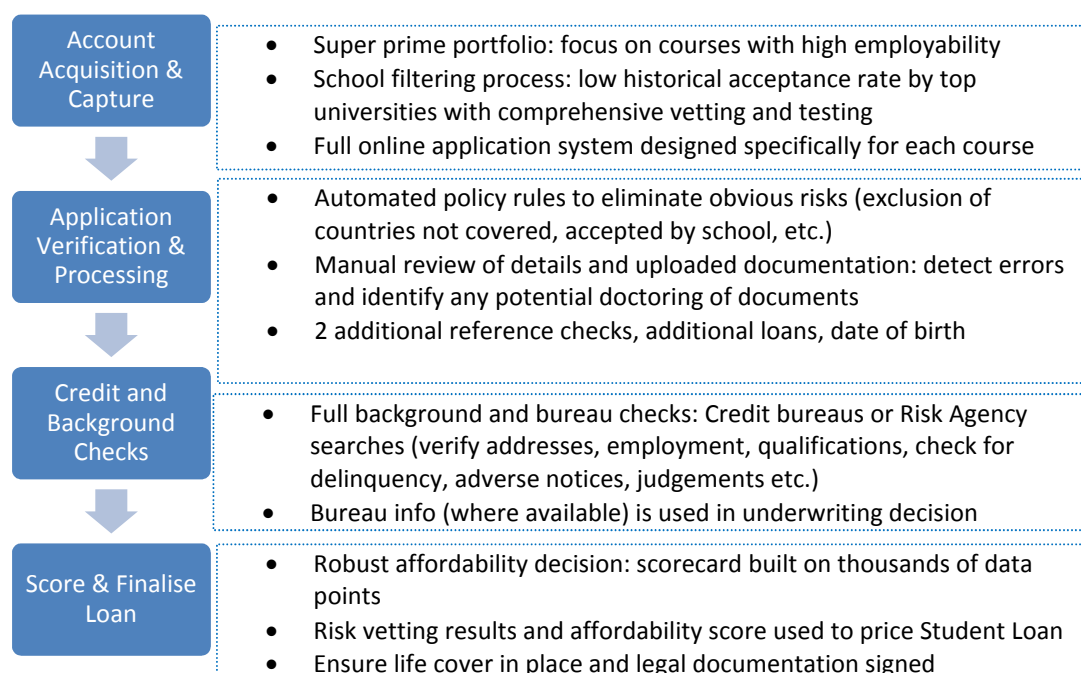 Account
Acquisition &
Capture
• Super prime portfolio: focus on courses with high employability
• School filtering process: low historical acceptance rate by top
universities with comprehensive vetting and testing
• Full online application system designed specifically for each course
Application
Verification &
Processing
• Automated policy rules to eliminate obvious risks (exclusion of
countries not covered, accepted by school, etc.)
• Manual review of details and uploaded documentation: detect errors
and identify any potential doctoring of documents
• 2 additional reference checks, additional loans, date of birth
Credit and
Background
Checks
• Full background and bureau checks: Credit bureaus or Risk Agency
searches (verify addresses, employment, qualifications, check for
delinquency, adverse notices, judgements etc.)
• Bureau info (where available) is used in underwriting decision
Score & Finalise
Loan
• Robust affordability decision: scorecard built on thousands of data
points
• Risk vetting results and affordability score used to price Student Loan
• Ensure life cover in place and legal documentation signed